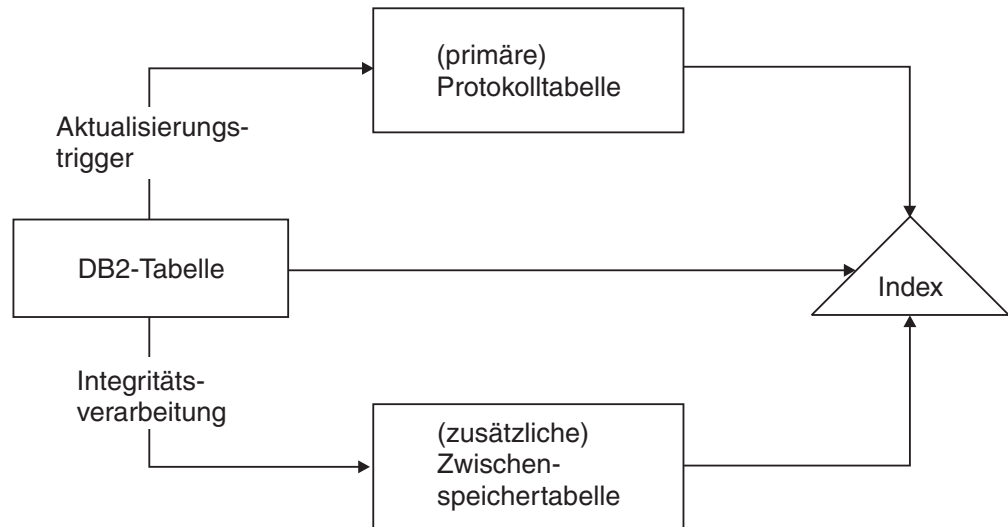 (primäre)
Protokolltabelle
Aktualisierungs-
trigger
DB2-Tabelle
Index
Integritäts-
verarbeitung
(zusätzliche)
Zwischen-
speichertabelle